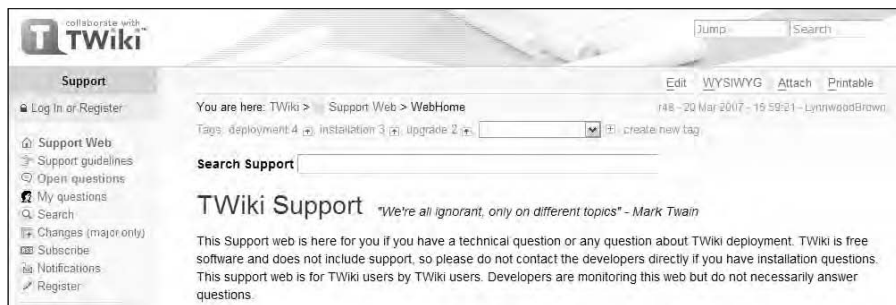 collaborate with
TWiki™
Jump
Search
Support
Edit WYSIWYG Attach Printable
Log In or Register
You are here: TWiki > Support Web > WebHome
r48 - 20 Mar 2007 - 16:59:21 - LynnwoodBrown
Tags: deployment 4 installation 3 upgrade 2 create new tag
Support Web
Support guidelines
Open questions
My questions
Search
Changes (major only)
Subscribe
Notifications
Register
Search Support
TWiki Support "We're all ignorant, only on different topics" - Mark Twain
This Support web is here for you if you have a technical question or any question about TWiki deployment. TWiki is free
software and does not include support, so please do not contact the developers directly if you have installation questions.
This support web is for TWiki users by TWiki users. Developers are monitoring this web but do not necessarily answer
questions.